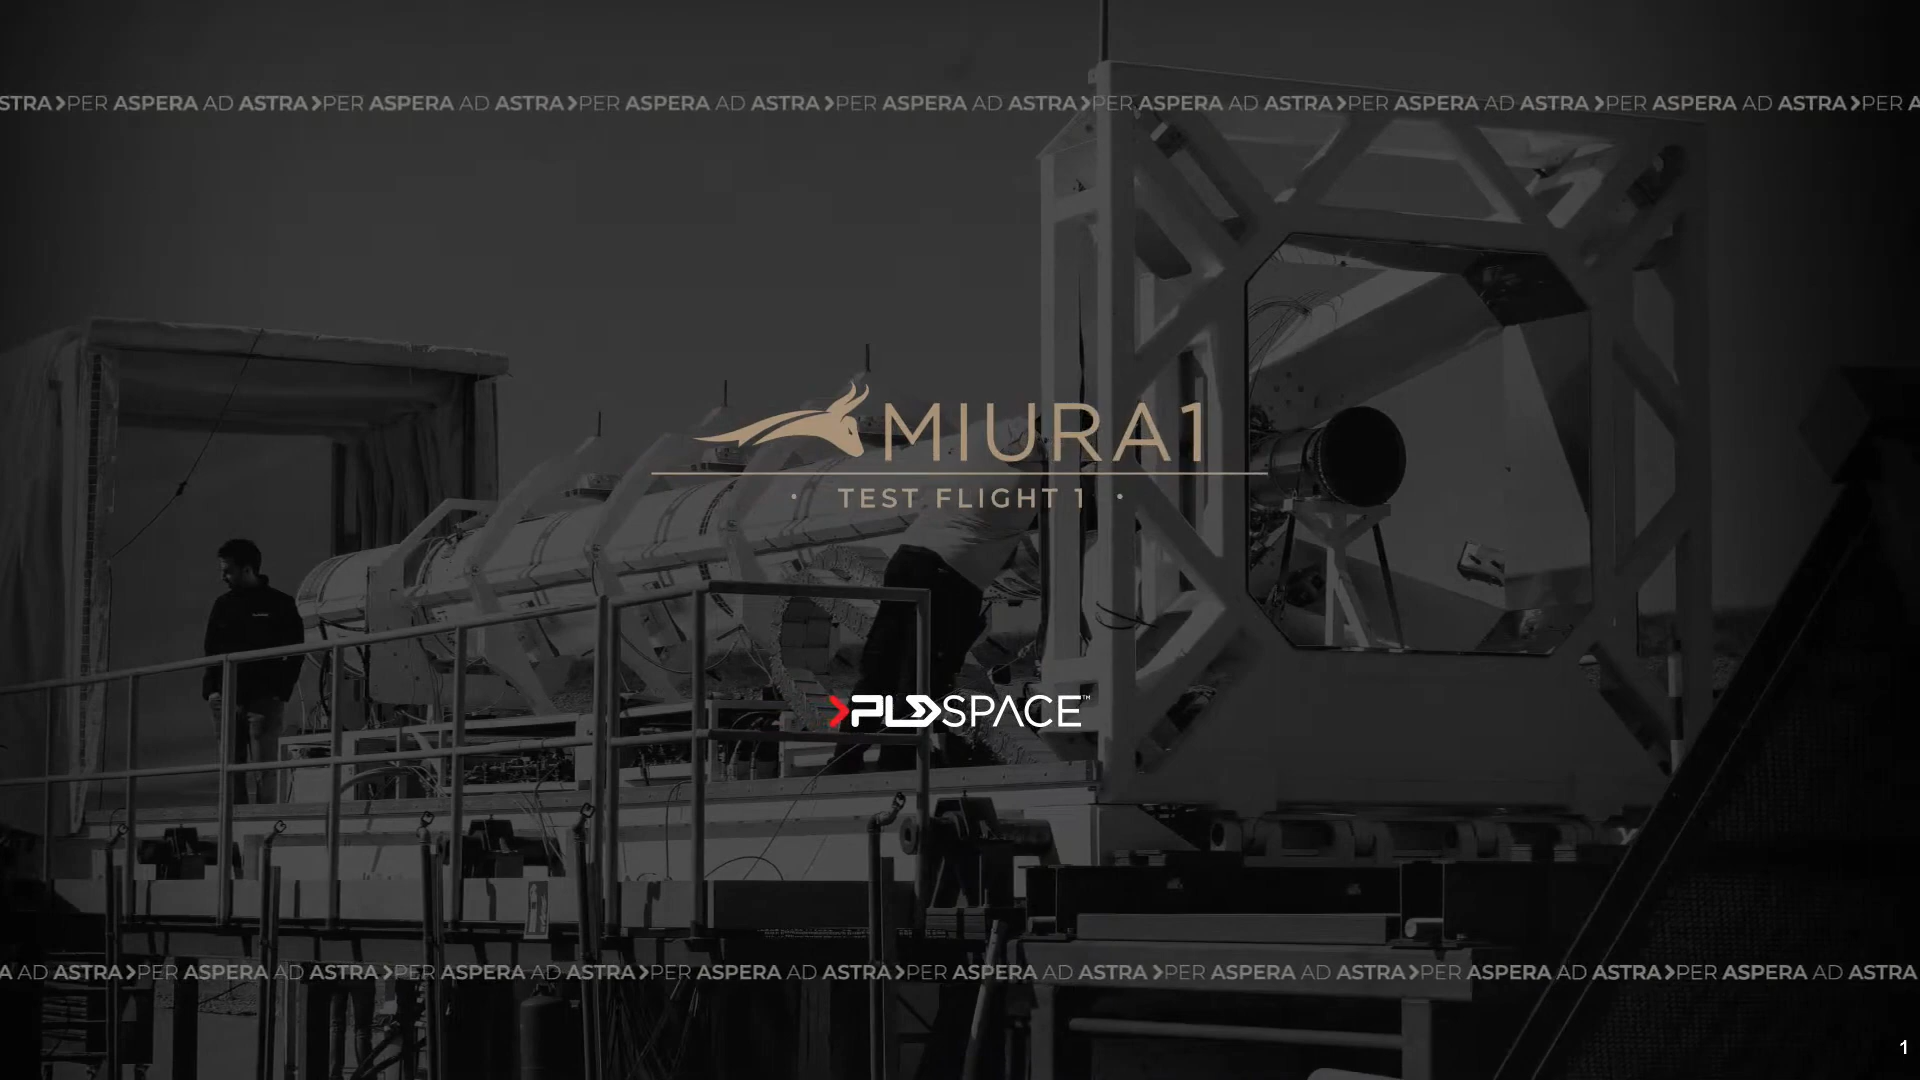 STRA>PER ASPERA AD ASTRA>PER ASPERA AD ASTRA>PER ASPERA AD ASTRA>PER ASPERA AD ASTRA>PER ASPERA AD ASTRA>PER ASPERA AD ASTRA>PER ASPERA AD ASTRA>PER A
MIURA1
· TEST FLIGHT 1 ·
>PLDSPACE™
A AD ASTRA>PER ASPERA AD ASTRA>PER ASPERA AD ASTRA>PER ASPERA AD ASTRA>PER ASPERA AD ASTRA>PER ASPERA AD ASTRA>PER ASPERA AD ASTRA>PER ASPERA AD ASTRA
1